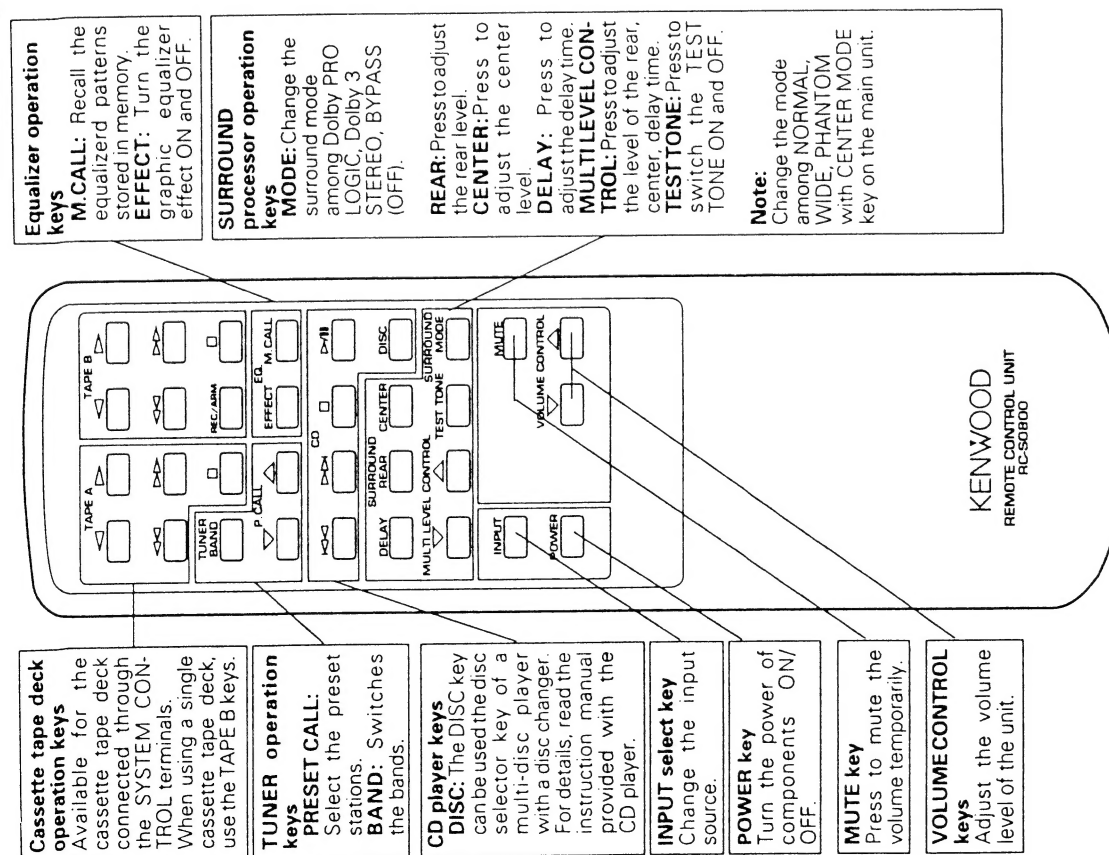 Cassette tape deck
operation keys
Available for the
cassette tape deck
connected through
the SYSTEM CON-
TROL terminals.
When using a single
cassette tape deck,
use the TAPE B keys.
TUNER operation
keys
PRESET CALL:
Select the preset
stations.
BAND: Switches
the bands.
CD player keys
DISC: The DISC key
can be used the disc
selector key of a
multi-disc player
with a disc changer.
For details, read the
instruction manual
provided with the
CD player.
INPUT select key
Change the input
source.
POWER key
Turn the power of
components ON/
OFF.
MUTE key
Press to mute the
volume temporarily.
VOLUME CONTROL
keys
Adjust the volume
level of the unit.
TAPE A
TAPE B
TUNER
BAND
REC/ARM
P.CALL
EQ
EFFECT
M.CALL
CD
DELAY
SURROUND
REAR
CENTER
DISC
MULTI LEVEL CONTROL
TEST TONE
SURROUND
MODE
INPUT
MUTE
POWER
VOLUME CONTROL
KENWOOD
REMOTE CONTROL UNIT
RC-S0800
Equalizer operation
keys
M.CALL: Recall the
equalizerd patterns
stored in memory.
EFFECT: Turn the
graphic equalizer
effect ON and OFF.
SURROUND
processor operation
keys
MODE: Change the
surround mode
among Dolby PRO
LOGIC, Dolby 3
STEREO, BYPASS
(OFF).
REAR: Press to adjust
the rear level.
CENTER: Press to
adjust the center
level.
DELAY: Press to
adjust the delay time.
MULTI LEVEL CON-
TROL: Press to adjust
the level of the rear,
center, delay time.
TEST TONE: Press to
switch the TEST
TONE ON and OFF.
Note:
Change the mode
among NORMAL,
WIDE, PHANTOM
with CENTER MODE
key on the main unit.